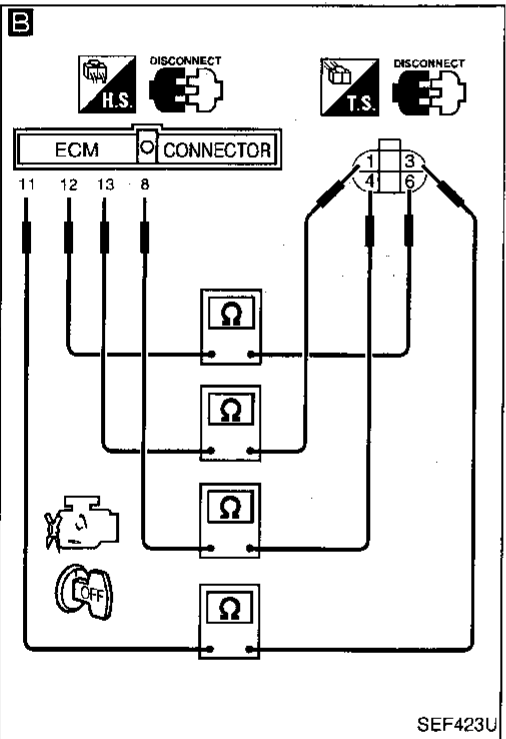 B
DISCONNECT
DISCONNECT
H.S.
T.S.
ECM CONNECTOR
11 12 13 8
1 3
4 6
Ω
Ω
Ω
Ω
OFF
SEF423U